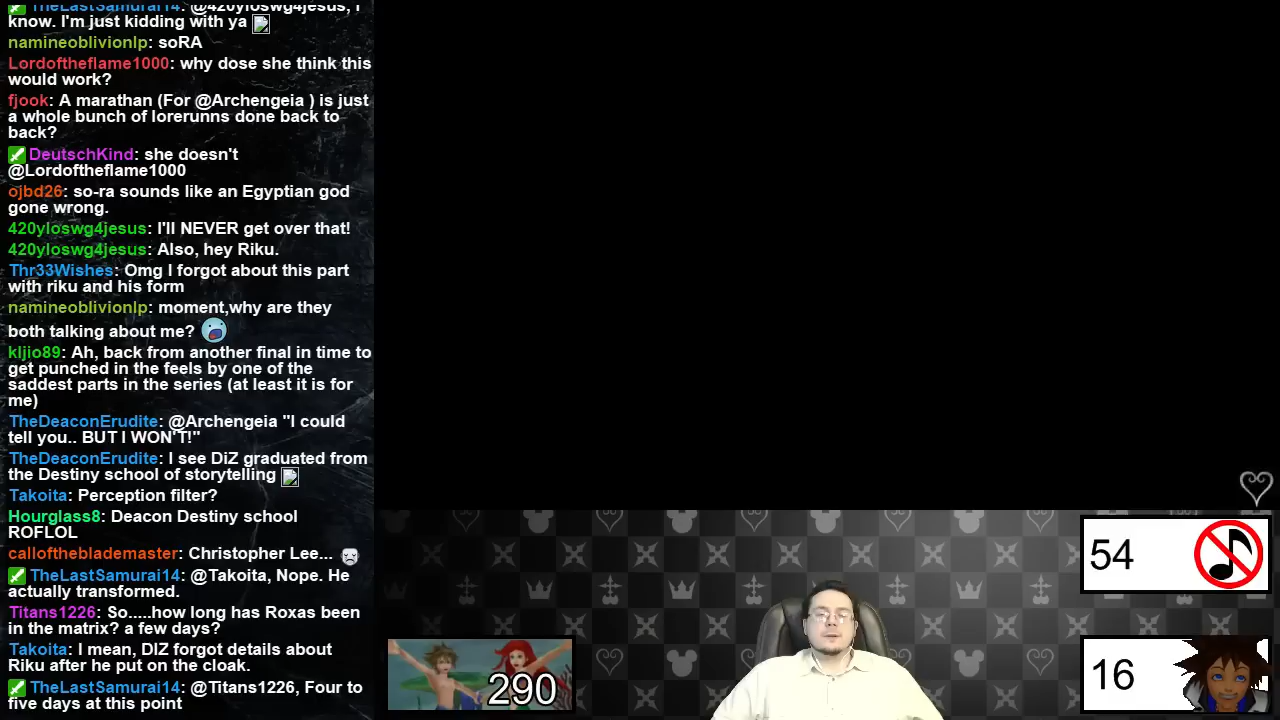 TheLastSamurai14: @420yloswg4jesus, I
know. I'm just kidding with ya
namineoblivionlp: soRA
Lordoftheflame1000: why dose she think this
would work?
fjook: A marathan (For @Archengeia ) is just
a whole bunch of lorerunns done back to
back?
DeutschKind: she doesn't
@Lordoftheflame1000
ojbd26: so-ra sounds like an Egyptian god
gone wrong.
420yloswg4jesus: I'll NEVER get over that!
420yloswg4jesus: Also, hey Riku.
Thr33Wishes: Omg I forgot about this part
with riku and his form
namineoblivionlp: moment,why are they
both talking about me?
kljio89: Ah, back from another final in time to
get punched in the feels by one of the
saddest parts in the series (at least it is for
me)
TheDeaconErudite: @Archengeia "I could
tell you.. BUT I WON'T!"
TheDeaconErudite: I see DiZ graduated from
the Destiny school of storytelling
Takoita: Perception filter?
Hourglass8: Deacon Destiny school
ROFLOL
calloftheblademaster: Christopher Lee...
TheLastSamurai14: @Takoita, Nope. He
actually transformed.
Titans1226: So.....how long has Roxas been
in the matrix? a few days?
Takoita: I mean, DIZ forgot details about
Riku after he put on the cloak.
TheLastSamurai14: @Titans1226, Four to
five days at this point
54
290
16